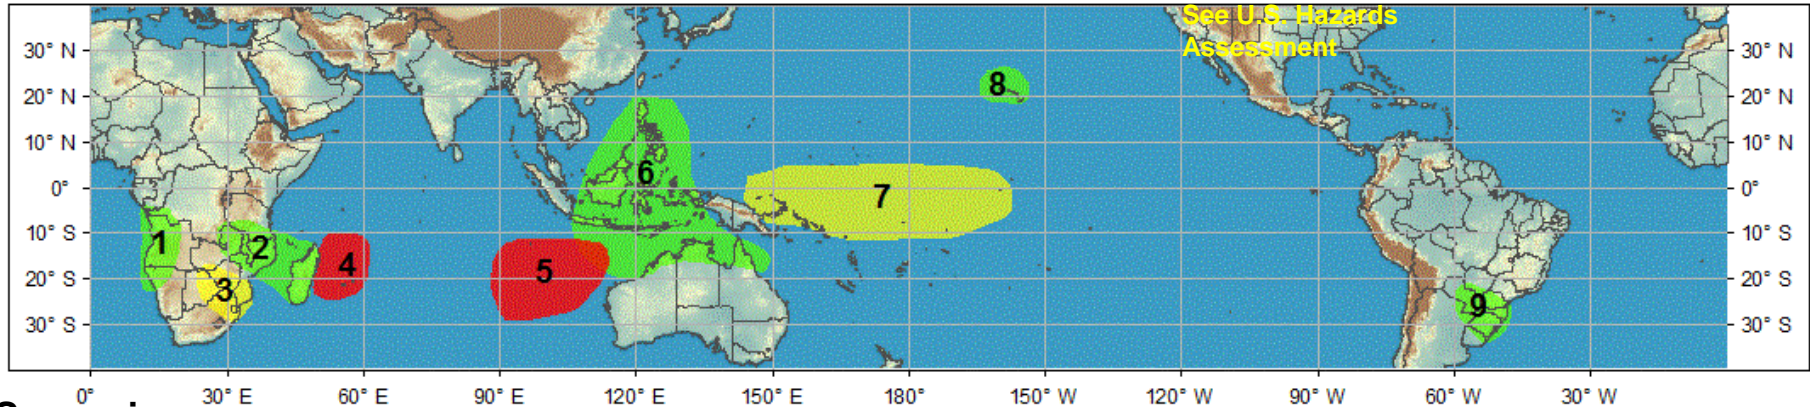 See U.S. Hazards
Assessment
30° N 30° N
8
20° N 20° N
10° N 10° N
6
0° 7 0°
10° S 1 2 10° S
4 5
20° S 3 20° S
9
30° S 30° S
0° 30° E 60° E 90° E 120° E 150° E 180° 150° W 120° W 90° W 60° W 30° W